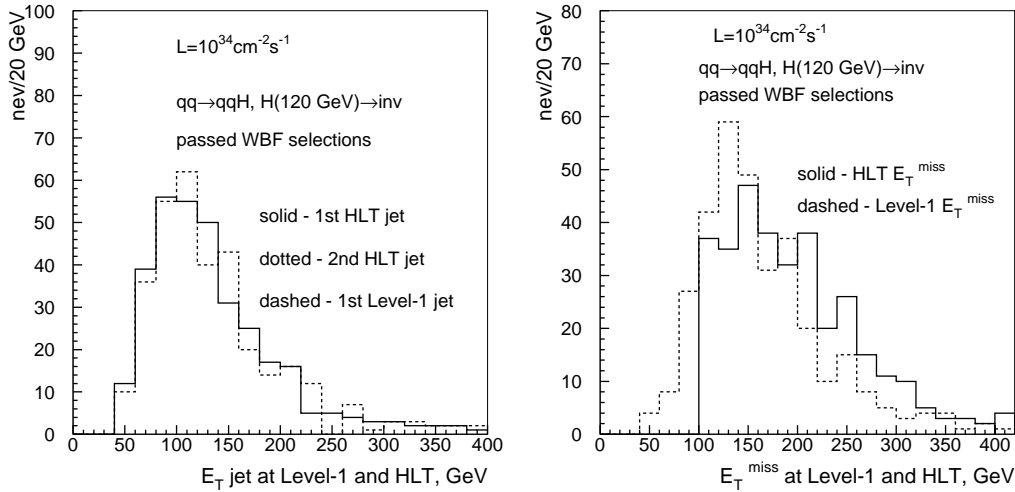 nev/20 GeV
100
90
80
70
60
50
40
30
20
10
0
L=10³⁴cm⁻²s⁻¹
qq→qqH, H(120 GeV)→inv
passed WBF selections
solid - 1st HLT jet
dotted - 2nd HLT jet
dashed - 1st Level-1 jet
0 50 100 150 200 250 300 350 400
E_T jet at Level-1 and HLT, GeV
nev/20 GeV
80
70
60
50
40
30
20
10
0
L=10³⁴cm⁻²s⁻¹
qq→qqH, H(120 GeV)→inv
passed WBF selections
solid - HLT E_T^miss
dashed - Level-1 E_T^miss
0 50 100 150 200 250 300 350 400
E_T^miss at Level-1 and HLT, GeV